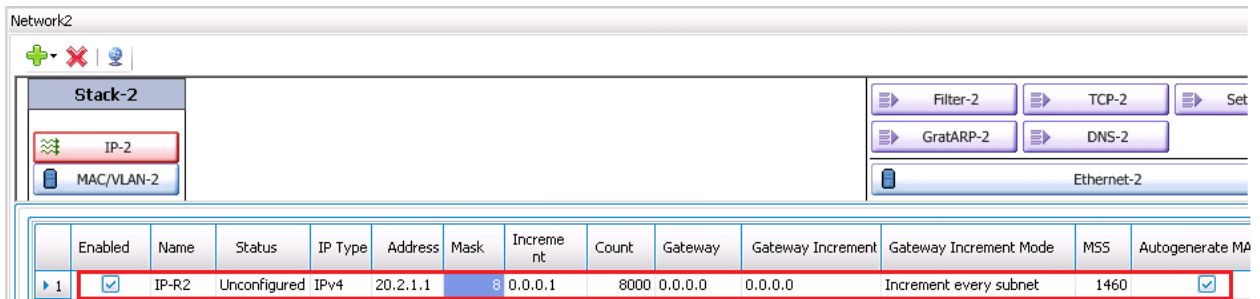 Network2
Stack-2
Filter-2 TCP-2 Set
IP-2 GratARP-2 DNS-2
MAC/VLAN-2 Ethernet-2
Enabled Name Status IP Type Address Mask Increme
nt Count Gateway Gateway Increment Gateway Increment Mode MSS Autogenerate MA
1 IP-R2 Unconfigured IPv4 20.2.1.1 8 0.0.0.1 8000 0.0.0.0 0.0.0.0 Increment every subnet 1460